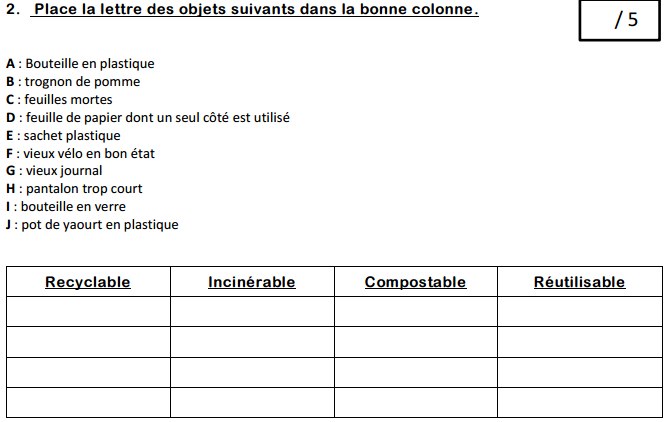 2. Place la lettre des objets suivants dans la bonne colonne.
/ 5
A : Bouteille en plastique
B : trognon de pomme
C : feuilles mortes
D : feuille de papier dont un seul côté est utilisé
E : sachet plastique
F : vieux vélo en bon état
G : vieux journal
H : pantalon trop court
I : bouteille en verre
J : pot de yaourt en plastique
Recyclable Incinérable Compostable Réutilisable